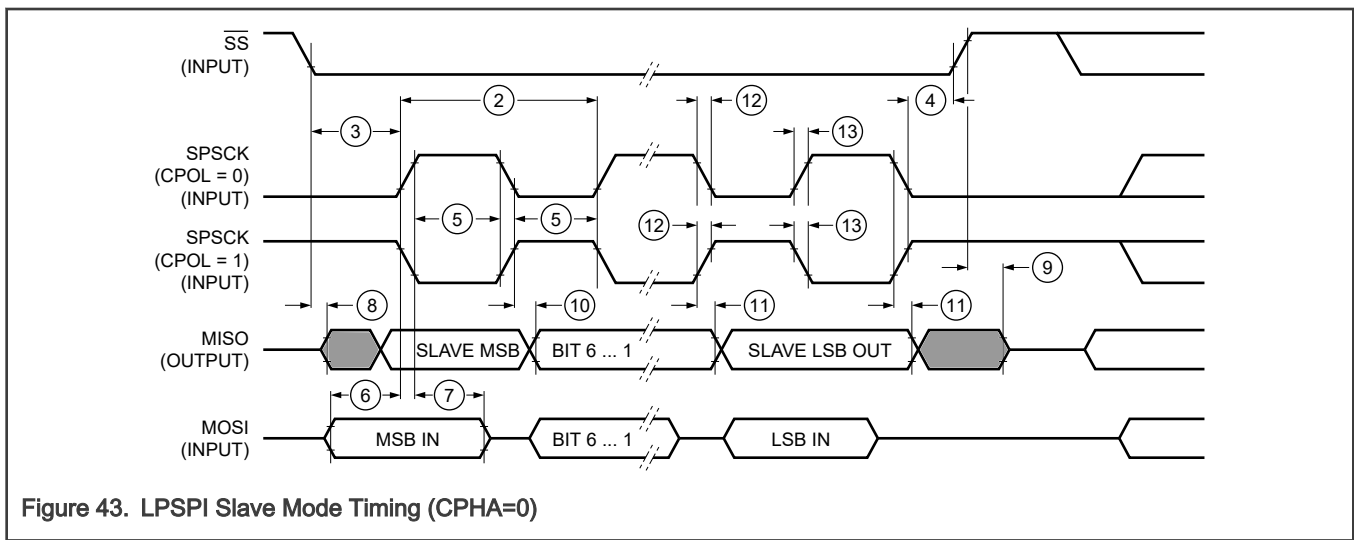 SS
(INPUT)
2
12
4
3
13
SPSCK
(CPOL = 0)
(INPUT)
5
5
12
13
SPSCK
(CPOL = 1)
(INPUT)
9
8
10
11
11
MISO
(OUTPUT)
SLAVE MSB
BIT 6 ... 1
SLAVE LSB OUT
6
7
MOSI
(INPUT)
MSB IN
BIT 6 ... 1
LSB IN
Figure 43. LPSPI Slave Mode Timing (CPHA=0)